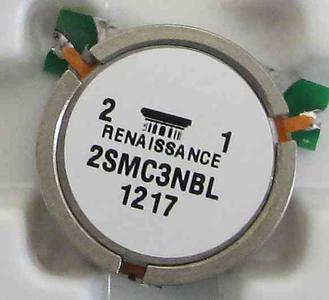 2 1
RENAISSANCE
2SMC3NBL
1217